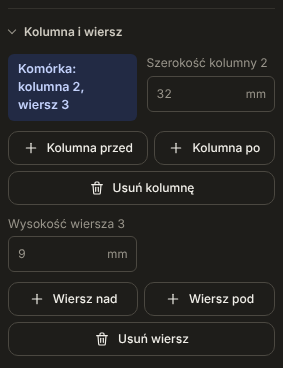 Kolumna i wiersz
Komórka:
kolumna 2,
wiersz 3
Szerokość kolumny 2
32 mm
Kolumna przed
Kolumna po
Usuń kolumnę
Wysokość wiersza 3
9 mm
Wiersz nad
Wiersz pod
Usuń wiersz